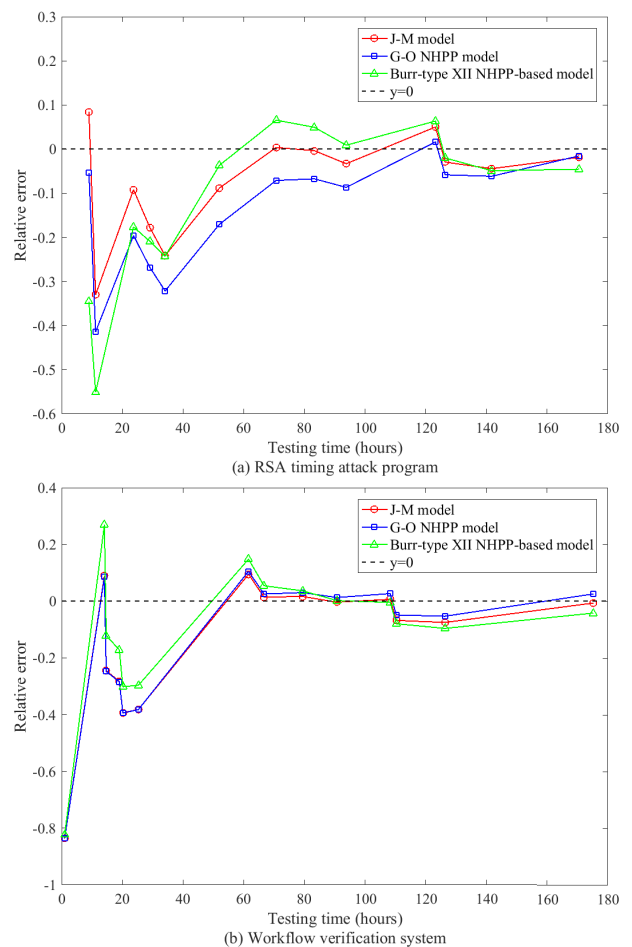 0.3
J-M model
G-O NHPP model
Burr-type XII NHPP-based model
y=0
0.2
0.1
0
-0.1
-0.2
-0.3
-0.4
-0.5
-0.6
Relative error
0 20 40 60 80 100 120 140 160 180
Testing time (hours)
(a) RSA timing attack program
0.4
J-M model
G-O NHPP model
Burr-type XII NHPP-based model
y=0
0.2
0
-0.2
-0.4
-0.6
-0.8
-1
Relative error
0 20 40 60 80 100 120 140 160 180
Testing time (hours)
(b) Workflow verification system